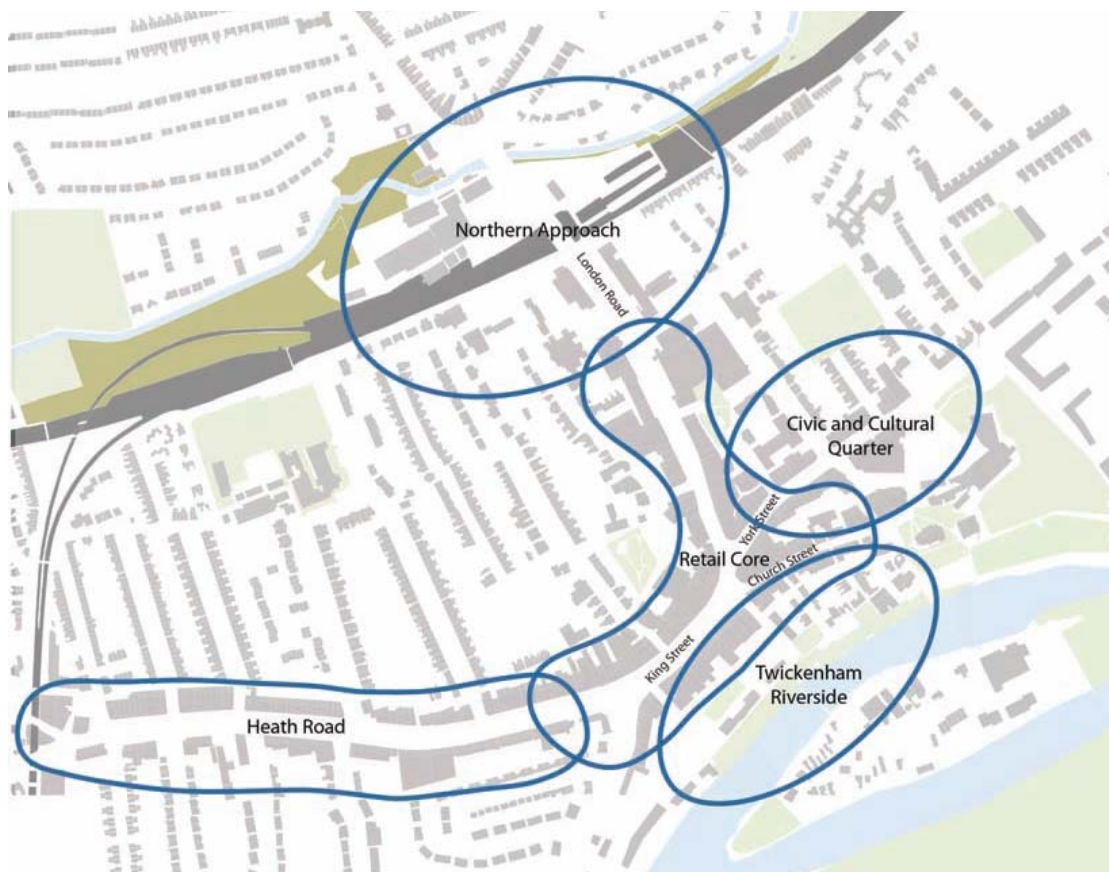 Northern Approach
London Road
Civic and Cultural
Quarter
York Street
Retail Core
Church Street
King Street
Twickenham
Riverside
Heath Road